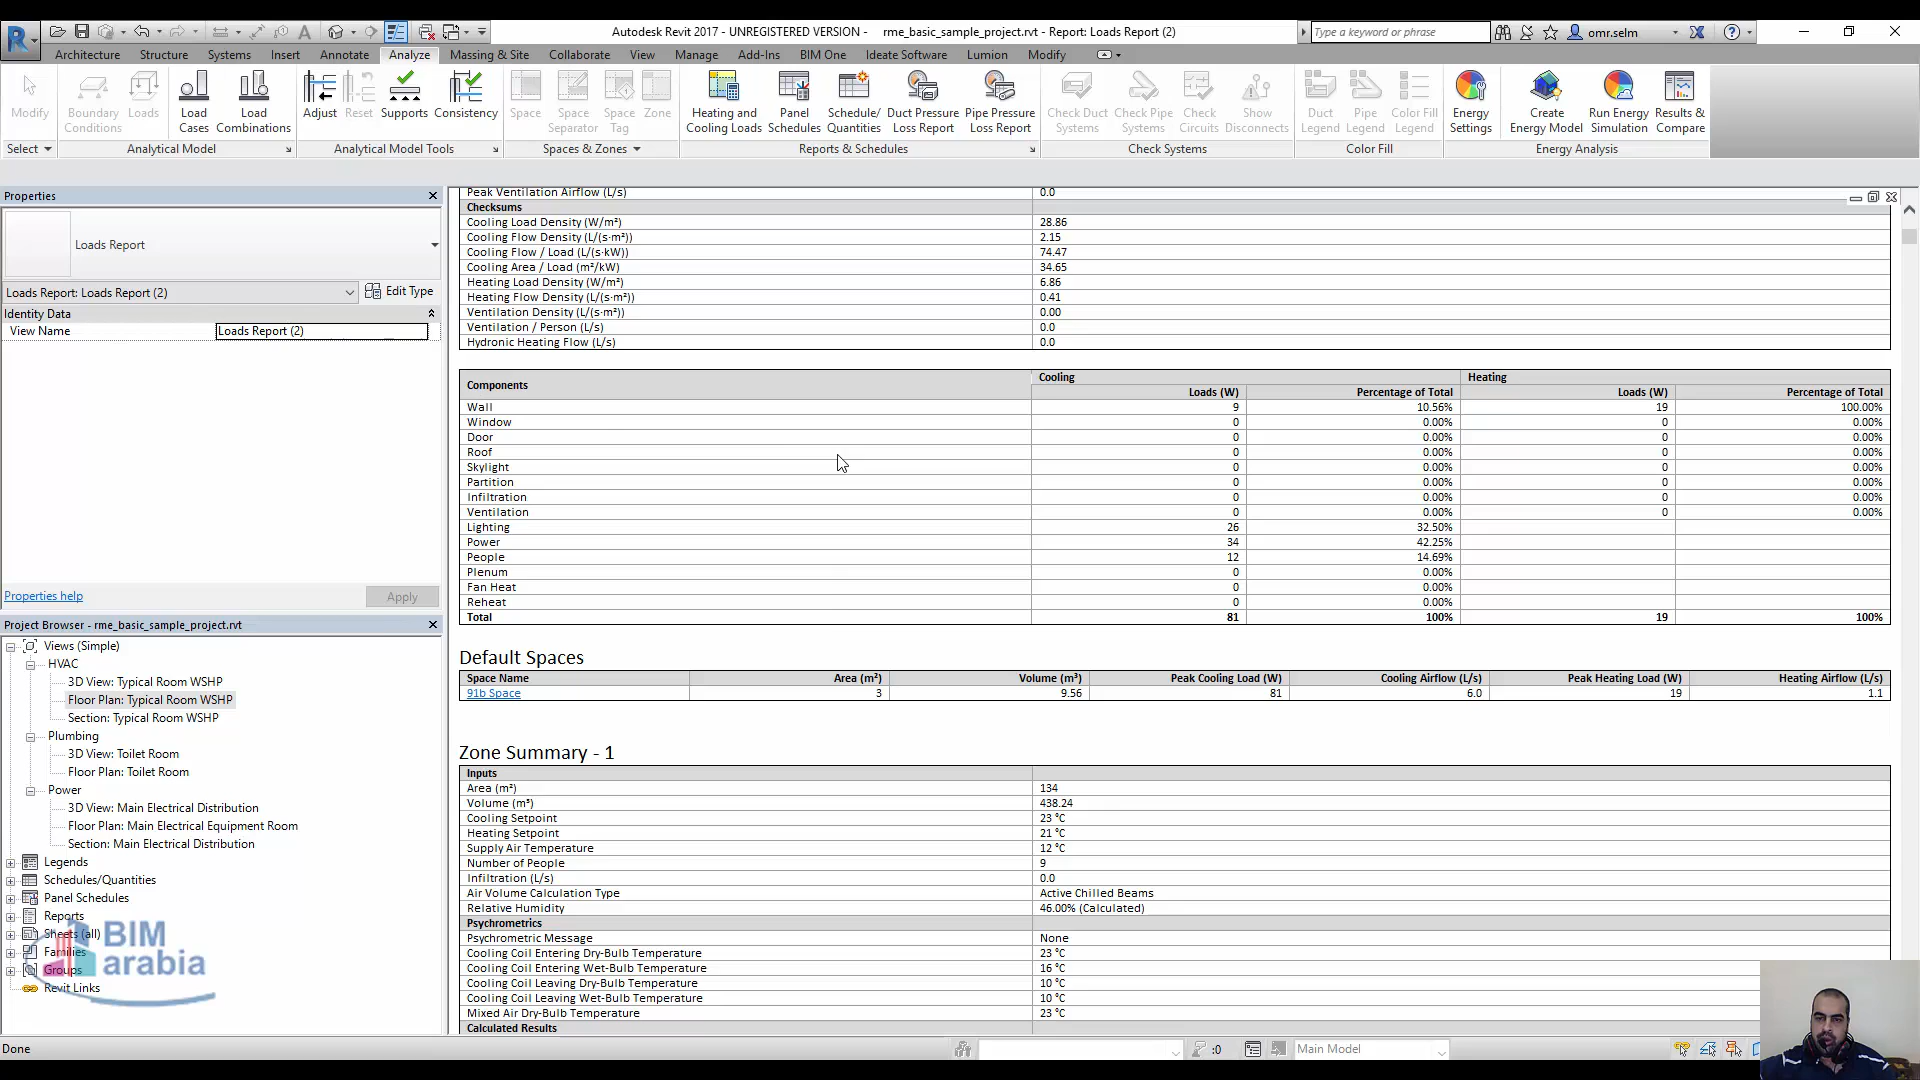 Autodesk Revit 2017 - UNREGISTERED VERSION - rme_basic_sample_project.rvt - Report: Loads Report (2)
Type a keyword or phrase
omr.selm
Architecture Structure Systems Insert Annotate Analyze Massing & Site Collaborate View Manage Add-Ins BIM One Ideate Software Lumion Modify
Modify
Boundary Conditions
Loads
Load Cases
Load Combinations
Adjust
Reset
Supports
Consistency
Space
Space Separator
Space Tag
Zone
Heating and Cooling Loads
Panel Schedules
Schedule/ Quantities
Duct Pressure Loss Report
Pipe Pressure Loss Report
Check Duct Systems
Check Pipe Systems
Check Circuits
Show Disconnects
Duct Legend
Pipe Legend
Color Fill Legend
Energy Settings
Create Energy Model
Run Energy Simulation
Results & Compare
Select Analytical Model Analytical Model Tools Spaces & Zones Reports & Schedules Check Systems Color Fill Energy Analysis
Properties
Loads Report
Loads Report: Loads Report (2) Edit Type
Identity Data
View Name Loads Report (2)
Properties help Apply
Project Browser - rme_basic_sample_project.rvt
Views (Simple)
HVAC
3D View: Typical Room WSHP
Floor Plan: Typical Room WSHP
Section: Typical Room WSHP
Plumbing
3D View: Toilet Room
Floor Plan: Toilet Room
Power
3D View: Main Electrical Distribution
Floor Plan: Main Electrical Equipment Room
Section: Main Electrical Distribution
Legends
Schedules/Quantities
Panel Schedules
Reports
Sheets (all)
Families
Groups
Revit Links
BIM
arabia
Peak Ventilation Airflow (L/s) 0.0
Checksums
Cooling Load Density (W/m²) 28.86
Cooling Flow Density (L/(s·m²)) 2.15
Cooling Flow / Load (L/(s·kW)) 74.47
Cooling Area / Load (m²/kW) 34.65
Heating Load Density (W/m²) 6.86
Heating Flow Density (L/(s·m²)) 0.41
Ventilation Density (L/(s·m²)) 0.00
Ventilation / Person (L/s) 0.0
Hydronic Heating Flow (L/s) 0.0
Components Cooling Heating
Loads (W) Percentage of Total Loads (W) Percentage of Total
Wall 9 10.56% 19 100.00%
Window 0 0.00% 0 0.00%
Door 0 0.00% 0 0.00%
Roof 0 0.00% 0 0.00%
Skylight 0 0.00% 0 0.00%
Partition 0 0.00% 0 0.00%
Infiltration 0 0.00% 0 0.00%
Ventilation 0 0.00% 0 0.00%
Lighting 26 32.50%
Power 34 42.25%
People 12 14.69%
Plenum 0 0.00%
Fan Heat 0 0.00%
Reheat 0 0.00%
Total 81 100% 19 100%
Default Spaces
Space Name Area (m²) Volume (m³) Peak Cooling Load (W) Cooling Airflow (L/s) Peak Heating Load (W) Heating Airflow (L/s)
91b Space 3 9.56 81 6.0 19 1.1
Zone Summary - 1
Inputs
Area (m²) 134
Volume (m³) 438.24
Cooling Setpoint 23 °C
Heating Setpoint 21 °C
Supply Air Temperature 12 °C
Number of People 9
Infiltration (L/s) 0.0
Air Volume Calculation Type Active Chilled Beams
Relative Humidity 46.00% (Calculated)
Psychrometrics
Psychrometric Message None
Cooling Coil Entering Dry-Bulb Temperature 23 °C
Cooling Coil Entering Wet-Bulb Temperature 16 °C
Cooling Coil Leaving Dry-Bulb Temperature 10 °C
Cooling Coil Leaving Wet-Bulb Temperature 10 °C
Mixed Air Dry-Bulb Temperature 23 °C
Calculated Results
Done :0 Main Model